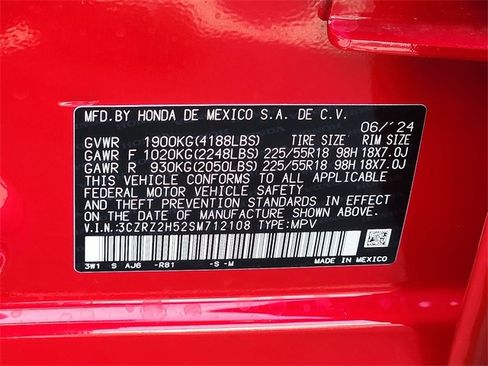 MFD.BY HONDA DE MEXICO S.A. DE C.V.
06/'24
GVWR 1900KG(4188LBS) TIRE SIZE RIM SIZE
GAWR F 1020KG(2248LBS) 225/55R18 98H 18X7.0J
GAWR R 930KG(2050LBS) 225/55R18 98H 18X7.0J
THIS VEHICLE CONFORMS TO ALL APPLICABLE
FEDERAL MOTOR VEHICLE SAFETY
AND THEFT PREVENTION STANDARDS IN EFFECT
ON THE DATE OF MANUFACTURE SHOWN ABOVE.
V.I.N.:3CZRZ2H52SM712108 TYPE:MPV
3W1 S AJ6 -R81 -S -M
MADE IN MEXICO